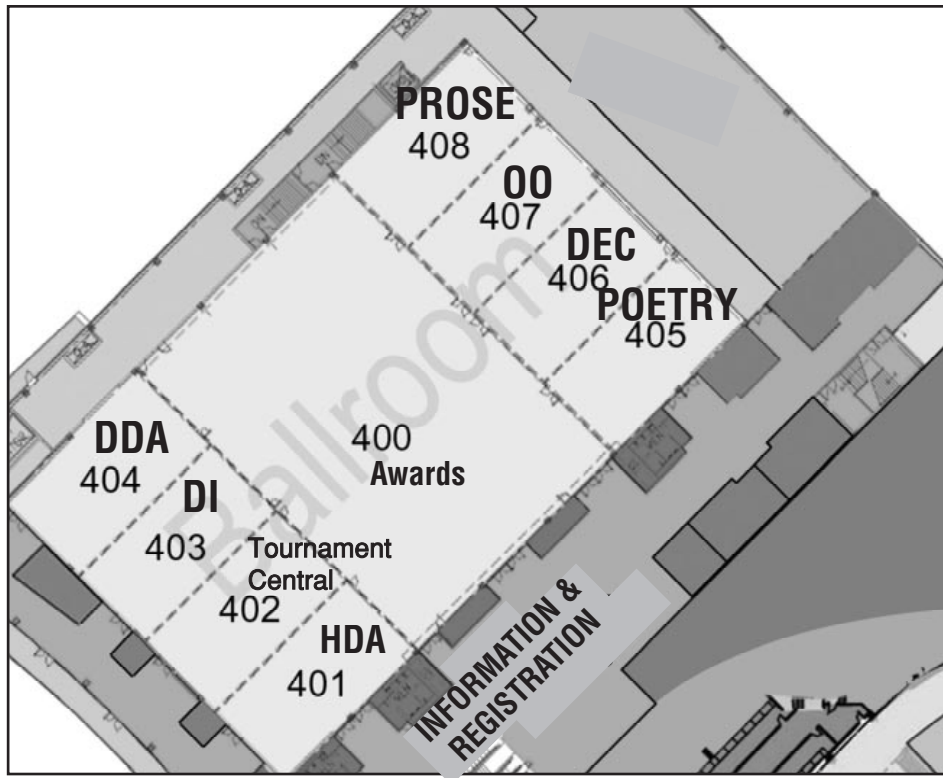 PROSE
408
OO
407
DEC
406
POETRY
405
Ballroom
400
Awards
DDA
404
DI
403
Tournament
Central
402
HDA
401
INFORMATION &
REGISTRATION